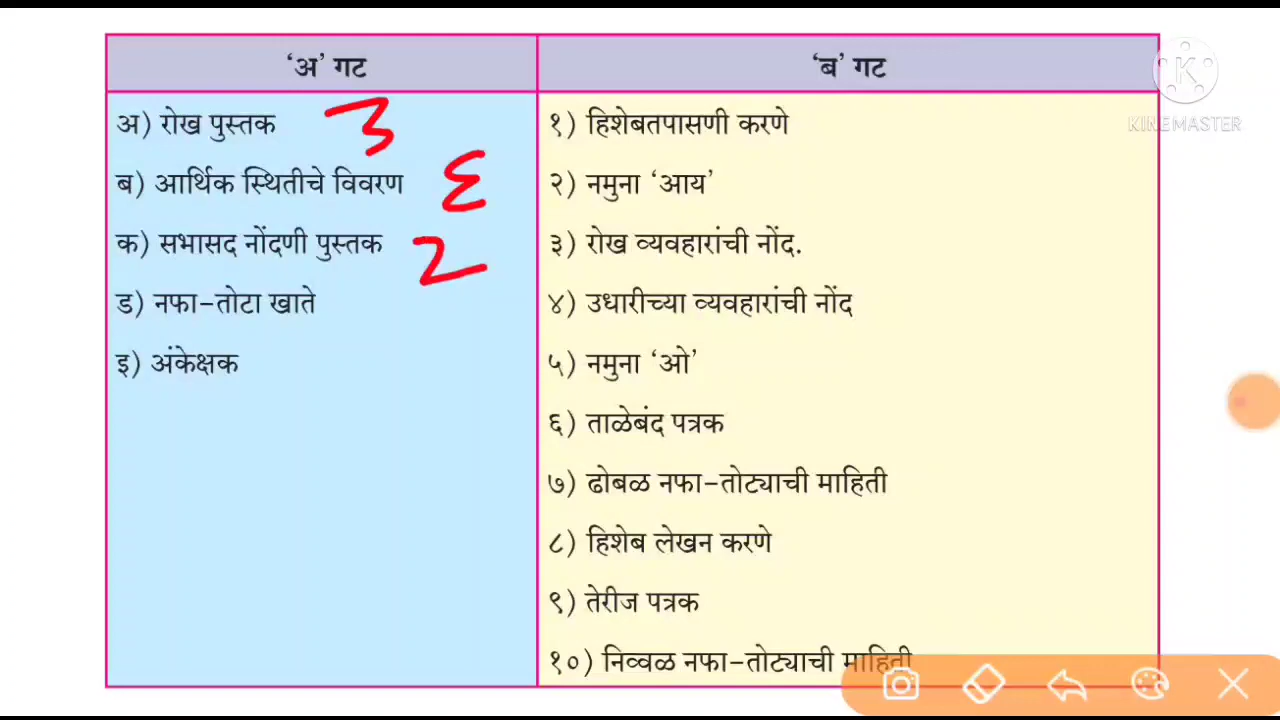 'अ' गट
'ब' गट
अ) रोख पुस्तक 3
ब) आर्थिक स्थितीचे विवरण ६
क) सभासद नोंदणी पुस्तक 2
ड) नफा-तोटा खाते
इ) अंकेक्षक
१) हिशेबतपासणी करणे
२) नमुना 'आय'
३) रोख व्यवहारांची नोंद.
४) उधारीच्या व्यवहारांची नोंद
५) नमुना 'ओ'
६) ताळेबंद पत्रक
७) ढोबळ नफा-तोट्याची माहिती
८) हिशेब लेखन करणे
९) तेरीज पत्रक
१०) निव्वळ नफा-तोट्याची माहिती
K
KINEMASTER